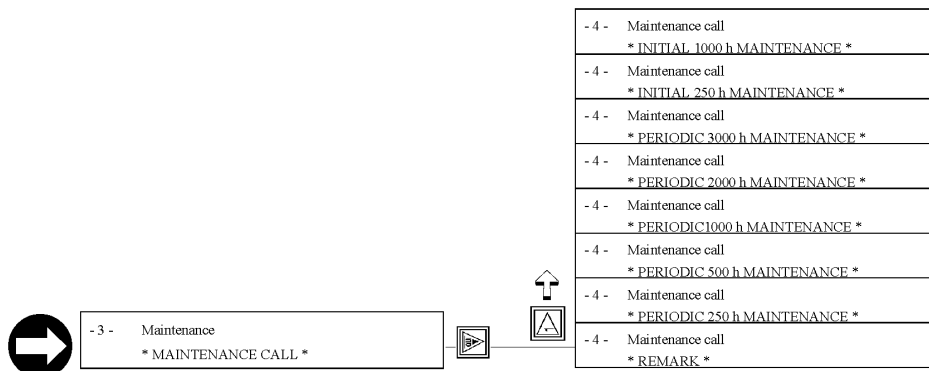 - 4 - Maintenance call
* INITIAL 1000 h MAINTENANCE *
- 4 - Maintenance call
* INITIAL 250 h MAINTENANCE *
- 4 - Maintenance call
* PERIODIC 3000 h MAINTENANCE *
- 4 - Maintenance call
* PERIODIC 2000 h MAINTENANCE *
- 4 - Maintenance call
* PERIODIC1000 h MAINTENANCE *
- 4 - Maintenance call
* PERIODIC 500 h MAINTENANCE *
- 4 - Maintenance call
* PERIODIC 250 h MAINTENANCE *
- 4 - Maintenance call
* REMARK *
- 3 - Maintenance
* MAINTENANCE CALL *